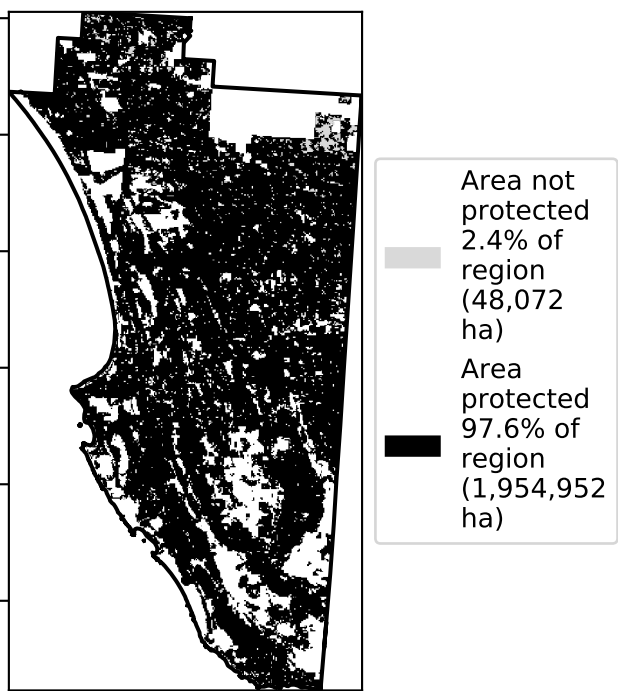 Area not
protected
2.4% of
region
(48,072
ha)
Area
protected
97.6% of
region
(1,954,952
ha)